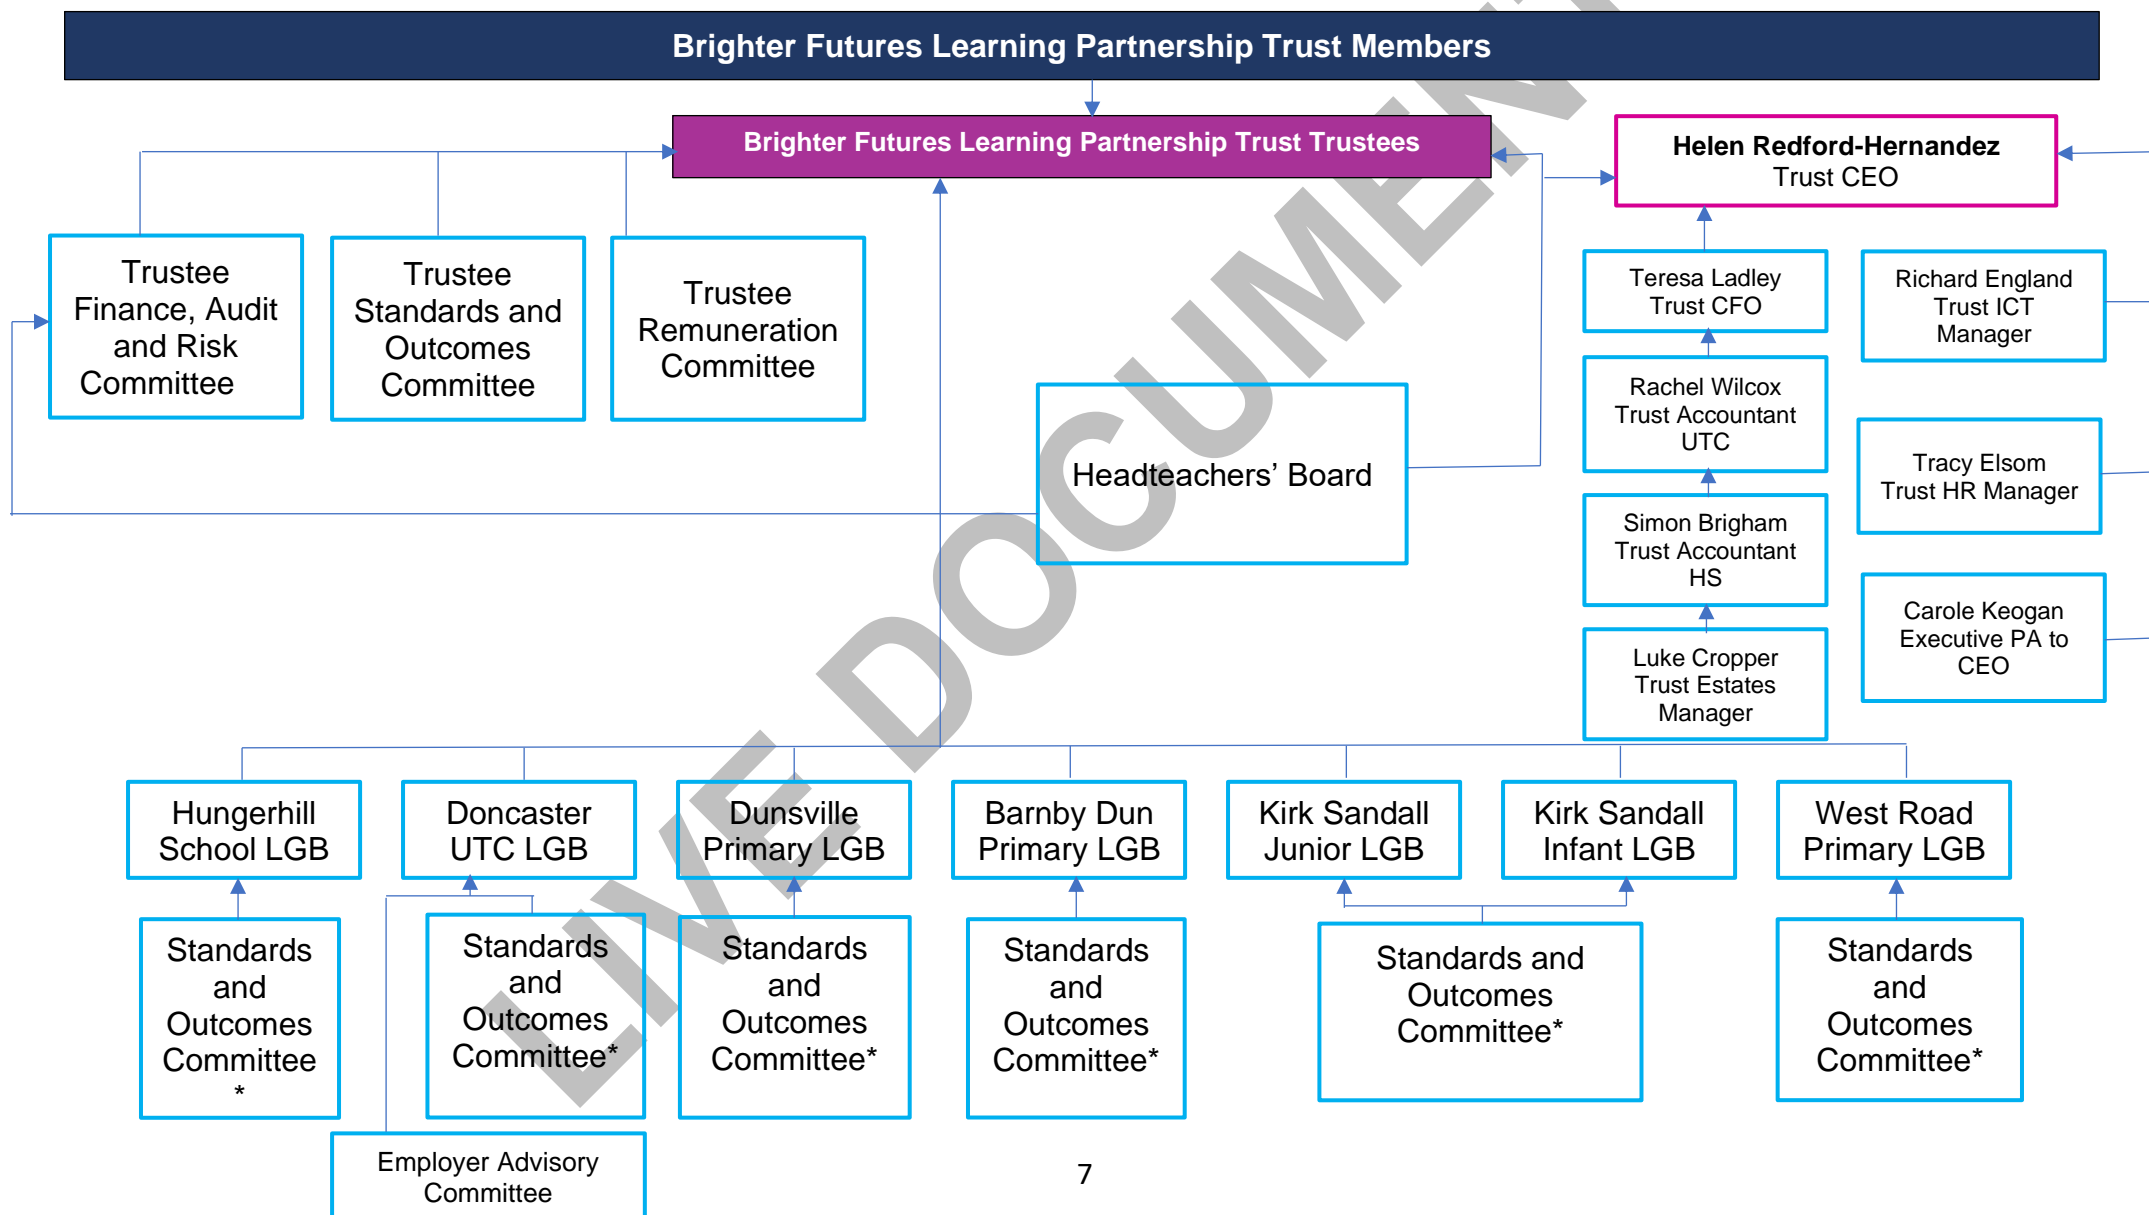 Brighter Futures Learning Partnership Trust Members
Brighter Futures Learning Partnership Trust Trustees
Helen Redford-Hernandez
Trust CEO
Trustee
Finance, Audit
and Risk
Committee
Trustee
Standards and
Outcomes
Committee
Trustee
Remuneration
Committee
Headteachers’ Board
Teresa Ladley
Trust CFO
Richard England
Trust ICT
Manager
Rachel Wilcox
Trust Accountant
UTC
Tracy Elsom
Trust HR Manager
Simon Brigham
Trust Accountant
HS
Carole Keogan
Executive PA to
CEO
Luke Cropper
Trust Estates
Manager
Hungerhill
School LGB
Doncaster
UTC LGB
Dunsville
Primary LGB
Barnby Dun
Primary LGB
Kirk Sandall
Junior LGB
Kirk Sandall
Infant LGB
West Road
Primary LGB
Standards
and
Outcomes
Committee
*
Standards
and
Outcomes
Committee*
Standards
and
Outcomes
Committee*
Standards
and
Outcomes
Committee*
Standards and
Outcomes
Committee*
Standards
and
Outcomes
Committee*
Employer Advisory
Committee
LIVE DOCUMENT
7